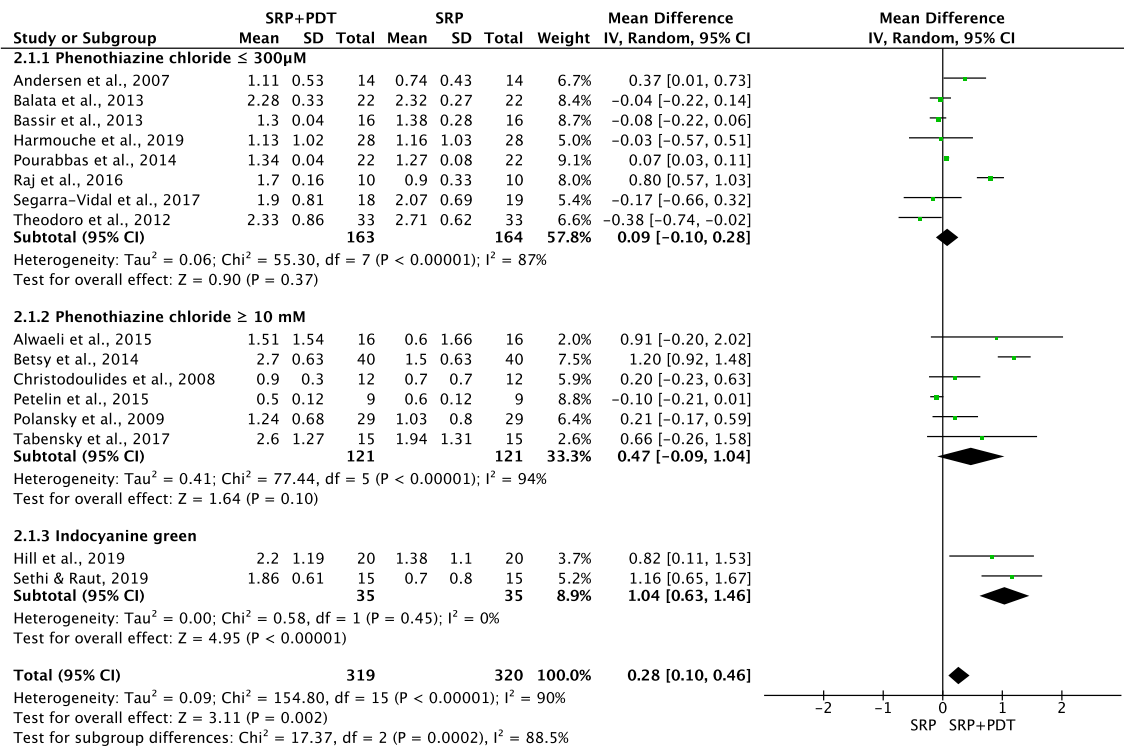 SRP+PDT SRP Mean Difference Mean Difference
Study or Subgroup Mean SD Total Mean SD Total Weight IV, Random, 95% CI IV, Random, 95% CI
2.1.1 Phenothiazine chloride ≤ 300μM
Andersen et al., 2007 1.11 0.53 14 0.74 0.43 14 6.7% 0.37 [0.01, 0.73]
Balata et al., 2013 2.28 0.33 22 2.32 0.27 22 8.4% −0.04 [−0.22, 0.14]
Bassir et al., 2013 1.3 0.04 16 1.38 0.28 16 8.8% −0.08 [−0.22, 0.06]
Harmouche et al., 2019 1.13 1.02 28 1.16 1.03 28 5.0% −0.03 [−0.57, 0.51]
Pourabbas et al., 2014 1.34 0.04 22 1.27 0.08 22 9.1% 0.07 [0.03, 0.11]
Raj et al., 2016 1.7 0.16 10 0.9 0.33 10 8.0% 0.80 [0.57, 1.03]
Segarra-Vidal et al., 2017 1.9 0.81 18 2.07 0.69 19 5.4% −0.17 [−0.66, 0.32]
Theodoro et al., 2012 2.33 0.86 33 2.71 0.62 33 6.6% −0.38 [−0.74, −0.02]
Subtotal (95% CI) 163 164 57.8% 0.09 [−0.10, 0.28]
Heterogeneity: Tau² = 0.06; Chi² = 55.30, df = 7 (P < 0.00001); I² = 87%
Test for overall effect: Z = 0.90 (P = 0.37)
2.1.2 Phenothiazine chloride ≥ 10 mM
Alwaeli et al., 2015 1.51 1.54 16 0.6 1.66 16 2.0% 0.91 [−0.20, 2.02]
Betsy et al., 2014 2.7 0.63 40 1.5 0.63 40 7.5% 1.20 [0.92, 1.48]
Christodoulides et al., 2008 0.9 0.3 12 0.7 0.7 12 5.9% 0.20 [−0.23, 0.63]
Petelin et al., 2015 0.5 0.12 9 0.6 0.12 9 8.8% −0.10 [−0.21, 0.01]
Polansky et al., 2009 1.24 0.68 29 1.03 0.8 29 6.4% 0.21 [−0.17, 0.59]
Tabensky et al., 2017 2.6 1.27 15 1.94 1.31 15 2.6% 0.66 [−0.26, 1.58]
Subtotal (95% CI) 121 121 33.3% 0.47 [−0.09, 1.04]
Heterogeneity: Tau² = 0.41; Chi² = 77.44, df = 5 (P < 0.00001); I² = 94%
Test for overall effect: Z = 1.64 (P = 0.10)
2.1.3 Indocyanine green
Hill et al., 2019 2.2 1.19 20 1.38 1.1 20 3.7% 0.82 [0.11, 1.53]
Sethi & Raut, 2019 1.86 0.61 15 0.7 0.8 15 5.2% 1.16 [0.65, 1.67]
Subtotal (95% CI) 35 35 8.9% 1.04 [0.63, 1.46]
Heterogeneity: Tau² = 0.00; Chi² = 0.58, df = 1 (P = 0.45); I² = 0%
Test for overall effect: Z = 4.95 (P < 0.00001)
Total (95% CI) 319 320 100.0% 0.28 [0.10, 0.46]
Heterogeneity: Tau² = 0.09; Chi² = 154.80, df = 15 (P < 0.00001); I² = 90%
Test for overall effect: Z = 3.11 (P = 0.002)
Test for subgroup differences: Chi² = 17.37, df = 2 (P = 0.0002), I² = 88.5%
−2 −1 0 1 2
SRP SRP+PDT